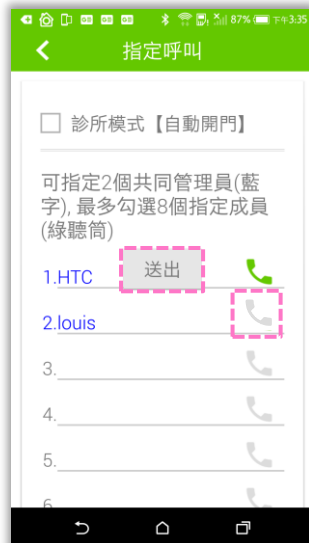 87% 下午3:35
指定呼叫
診所模式【自動開門】
可指定2個共同管理員(藍
字), 最多勾選8個指定成員
(綠聽筒)
1.HTC
送出
2.louis
3.
4.
5.
6.